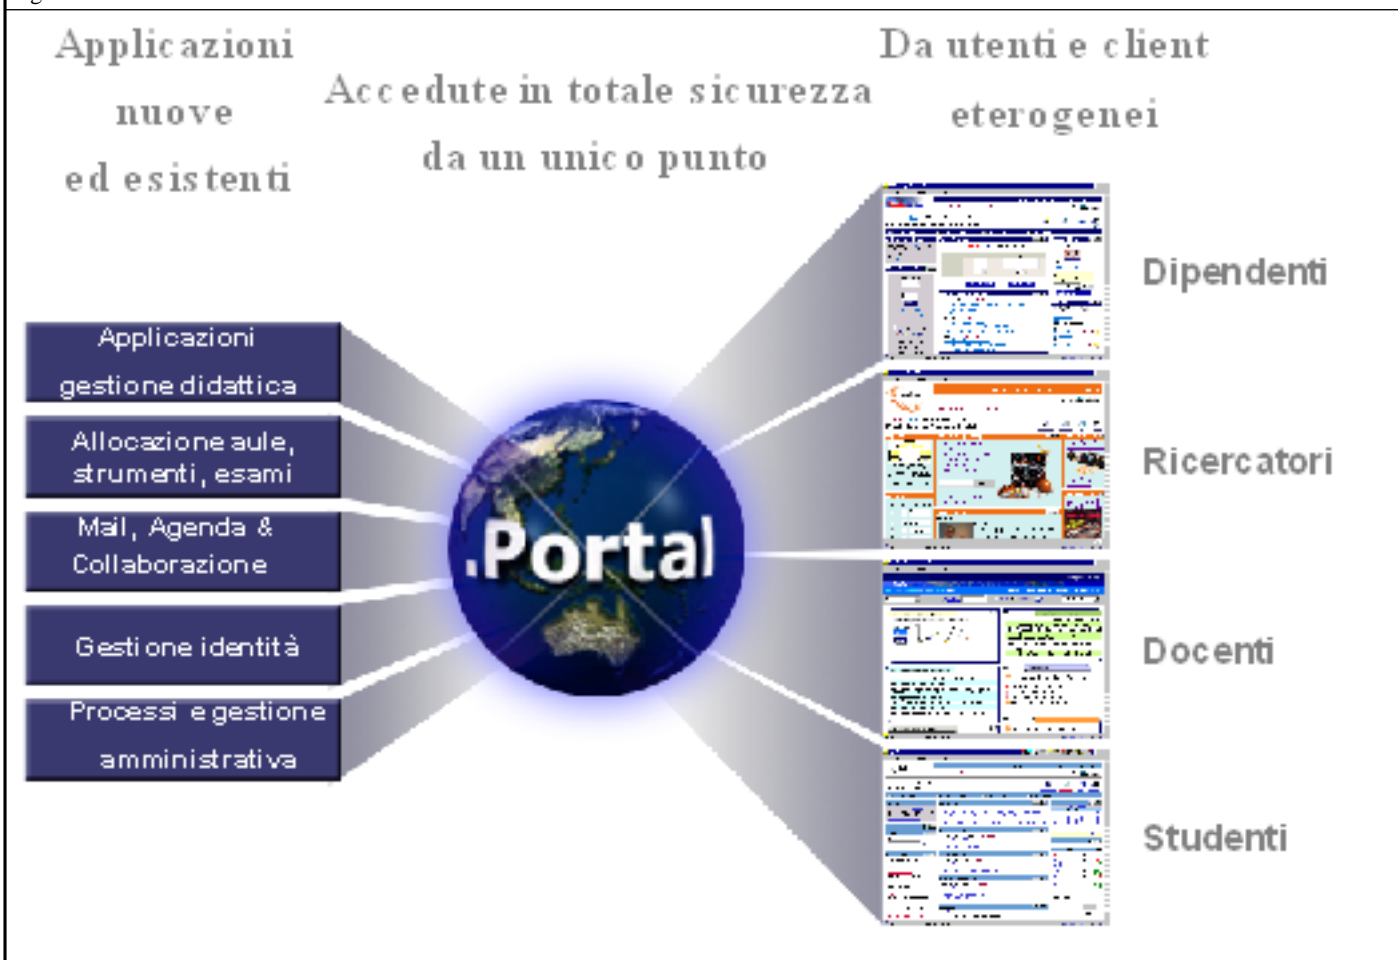 Applicazioni
nuove
ed esistenti
Accedute in totale sicurezza
da un unico punto
Da utenti e client
eterogenei
Applicazioni
gestione didattica
Allocazione aule,
strumenti, esami
Mail, Agenda &
Collaborazione
Gestione identità
Processi e gestione
amministrativa
.Portal
Dipendenti
Ricercatori
Docenti
Studenti